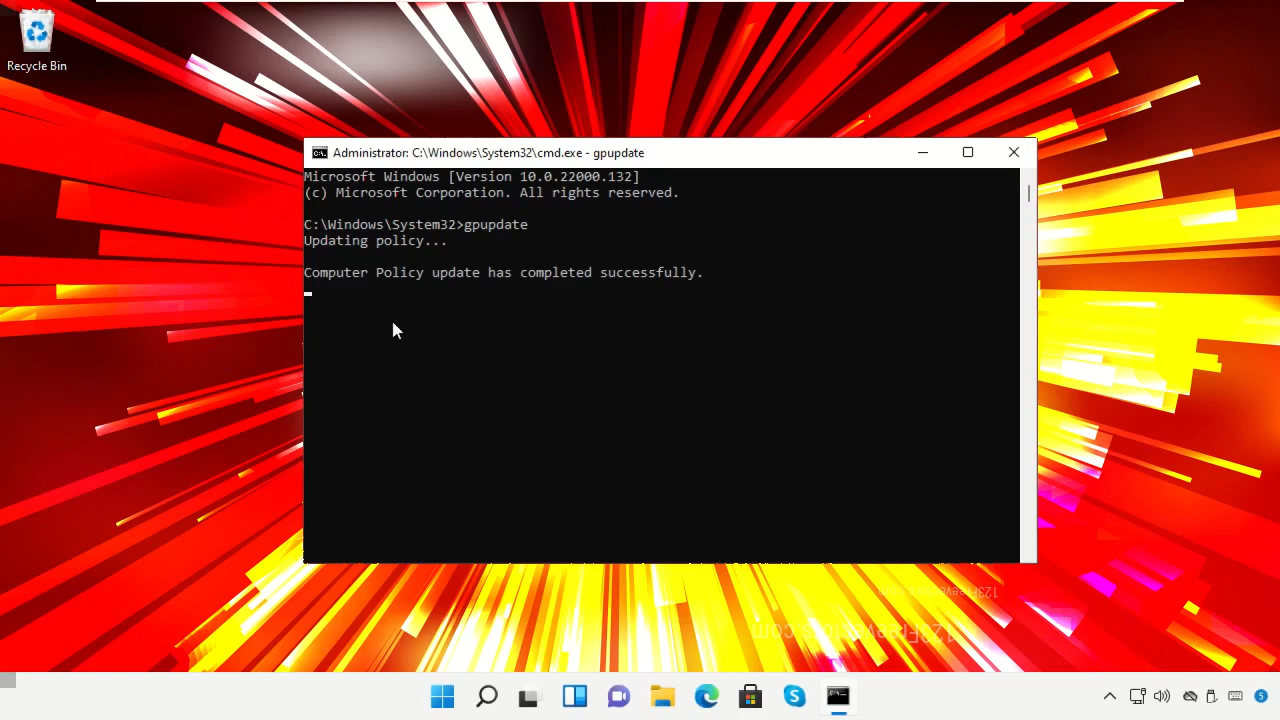 Recycle Bin
Administrator: C:\Windows\System32\cmd.exe - gpupdate
Microsoft Windows [Version 10.0.22000.132]
(c) Microsoft Corporation. All rights reserved.
C:\Windows\System32>gpupdate
Updating policy...
Computer Policy update has completed successfully.
5